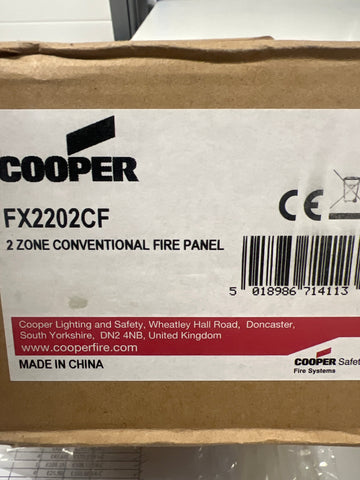 COOPER
FX2202CF
CE
2 ZONE CONVENTIONAL FIRE PANEL
5 018986 714113
Cooper Lighting and Safety, Wheatley Hall Road, Doncaster,
South Yorkshire, DN2 4NB, United Kingdom
www.cooperfire.com
COOPER Safe
Fire Systems
MADE IN CHINA